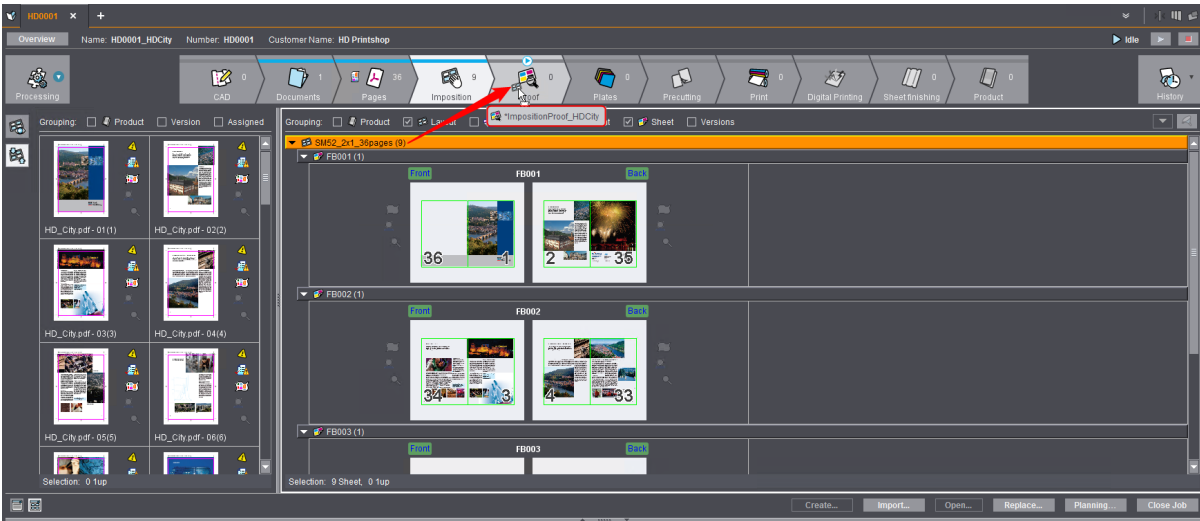 HD0001 × +
Overview Name: HD0001_HDCity Number: HD0001 Customer Name: HD Printshop Idle
Processing
0
CAD
1
Documents
36
Pages
9
Imposition
0
Proof
0
Plates
Precutting
0
Print
0
Digital Printing
0
Sheet finishing
0
Product
History
Grouping: Product Version Assigned
Grouping: Product Layout Sheet Versions
*ImpositionProof_HDCity
SM52_2x1_36pages (9)
FB001 (1)
Front FB001 Back
36 1 2 35
HD_City.pdf - 01(1) HD_City.pdf - 02(2)
FB002 (1)
Front FB002 Back
34 3 4 33
HD_City.pdf - 03(3) HD_City.pdf - 04(4)
FB003 (1)
Front FB003 Back
HD_City.pdf - 05(5) HD_City.pdf - 06(6)
Selection: 0 1up
Selection: 9 Sheet, 0 1up
Create... Import... Open... Replace... Planning... Close Job